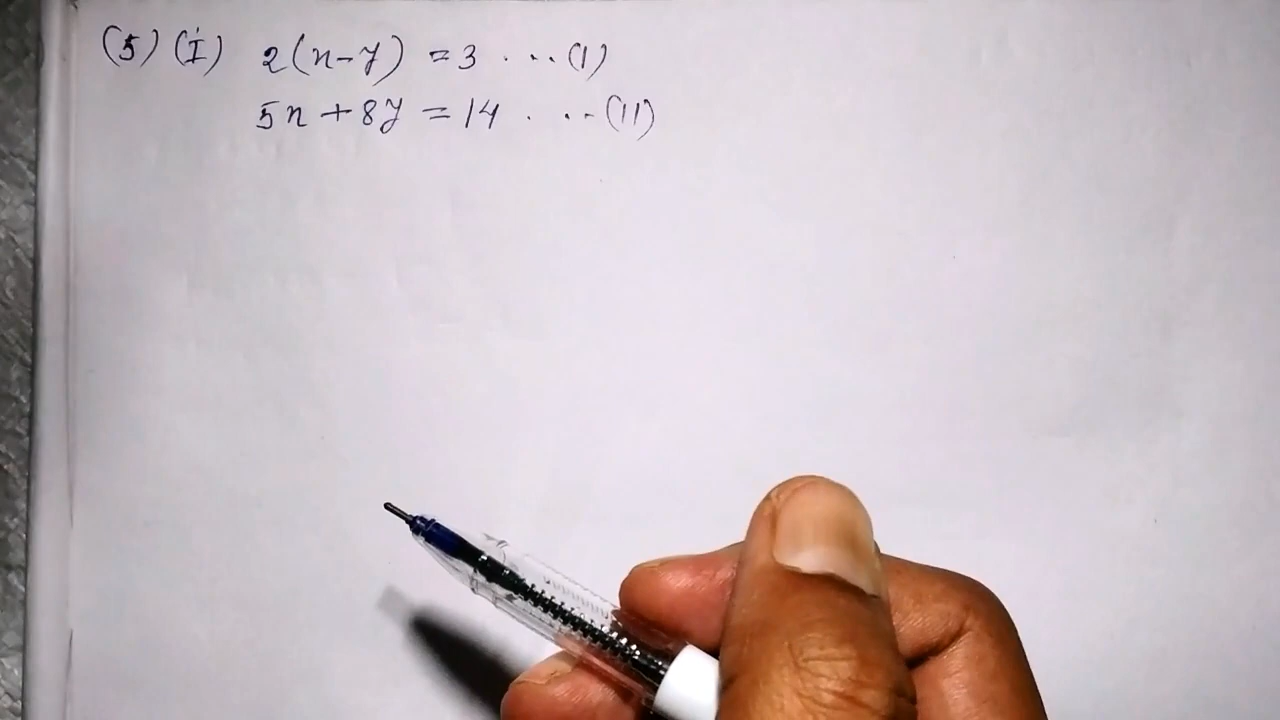 (5) (i) 2(x-y) = 3 ... (I)
5x + 8y = 14 ... (II)